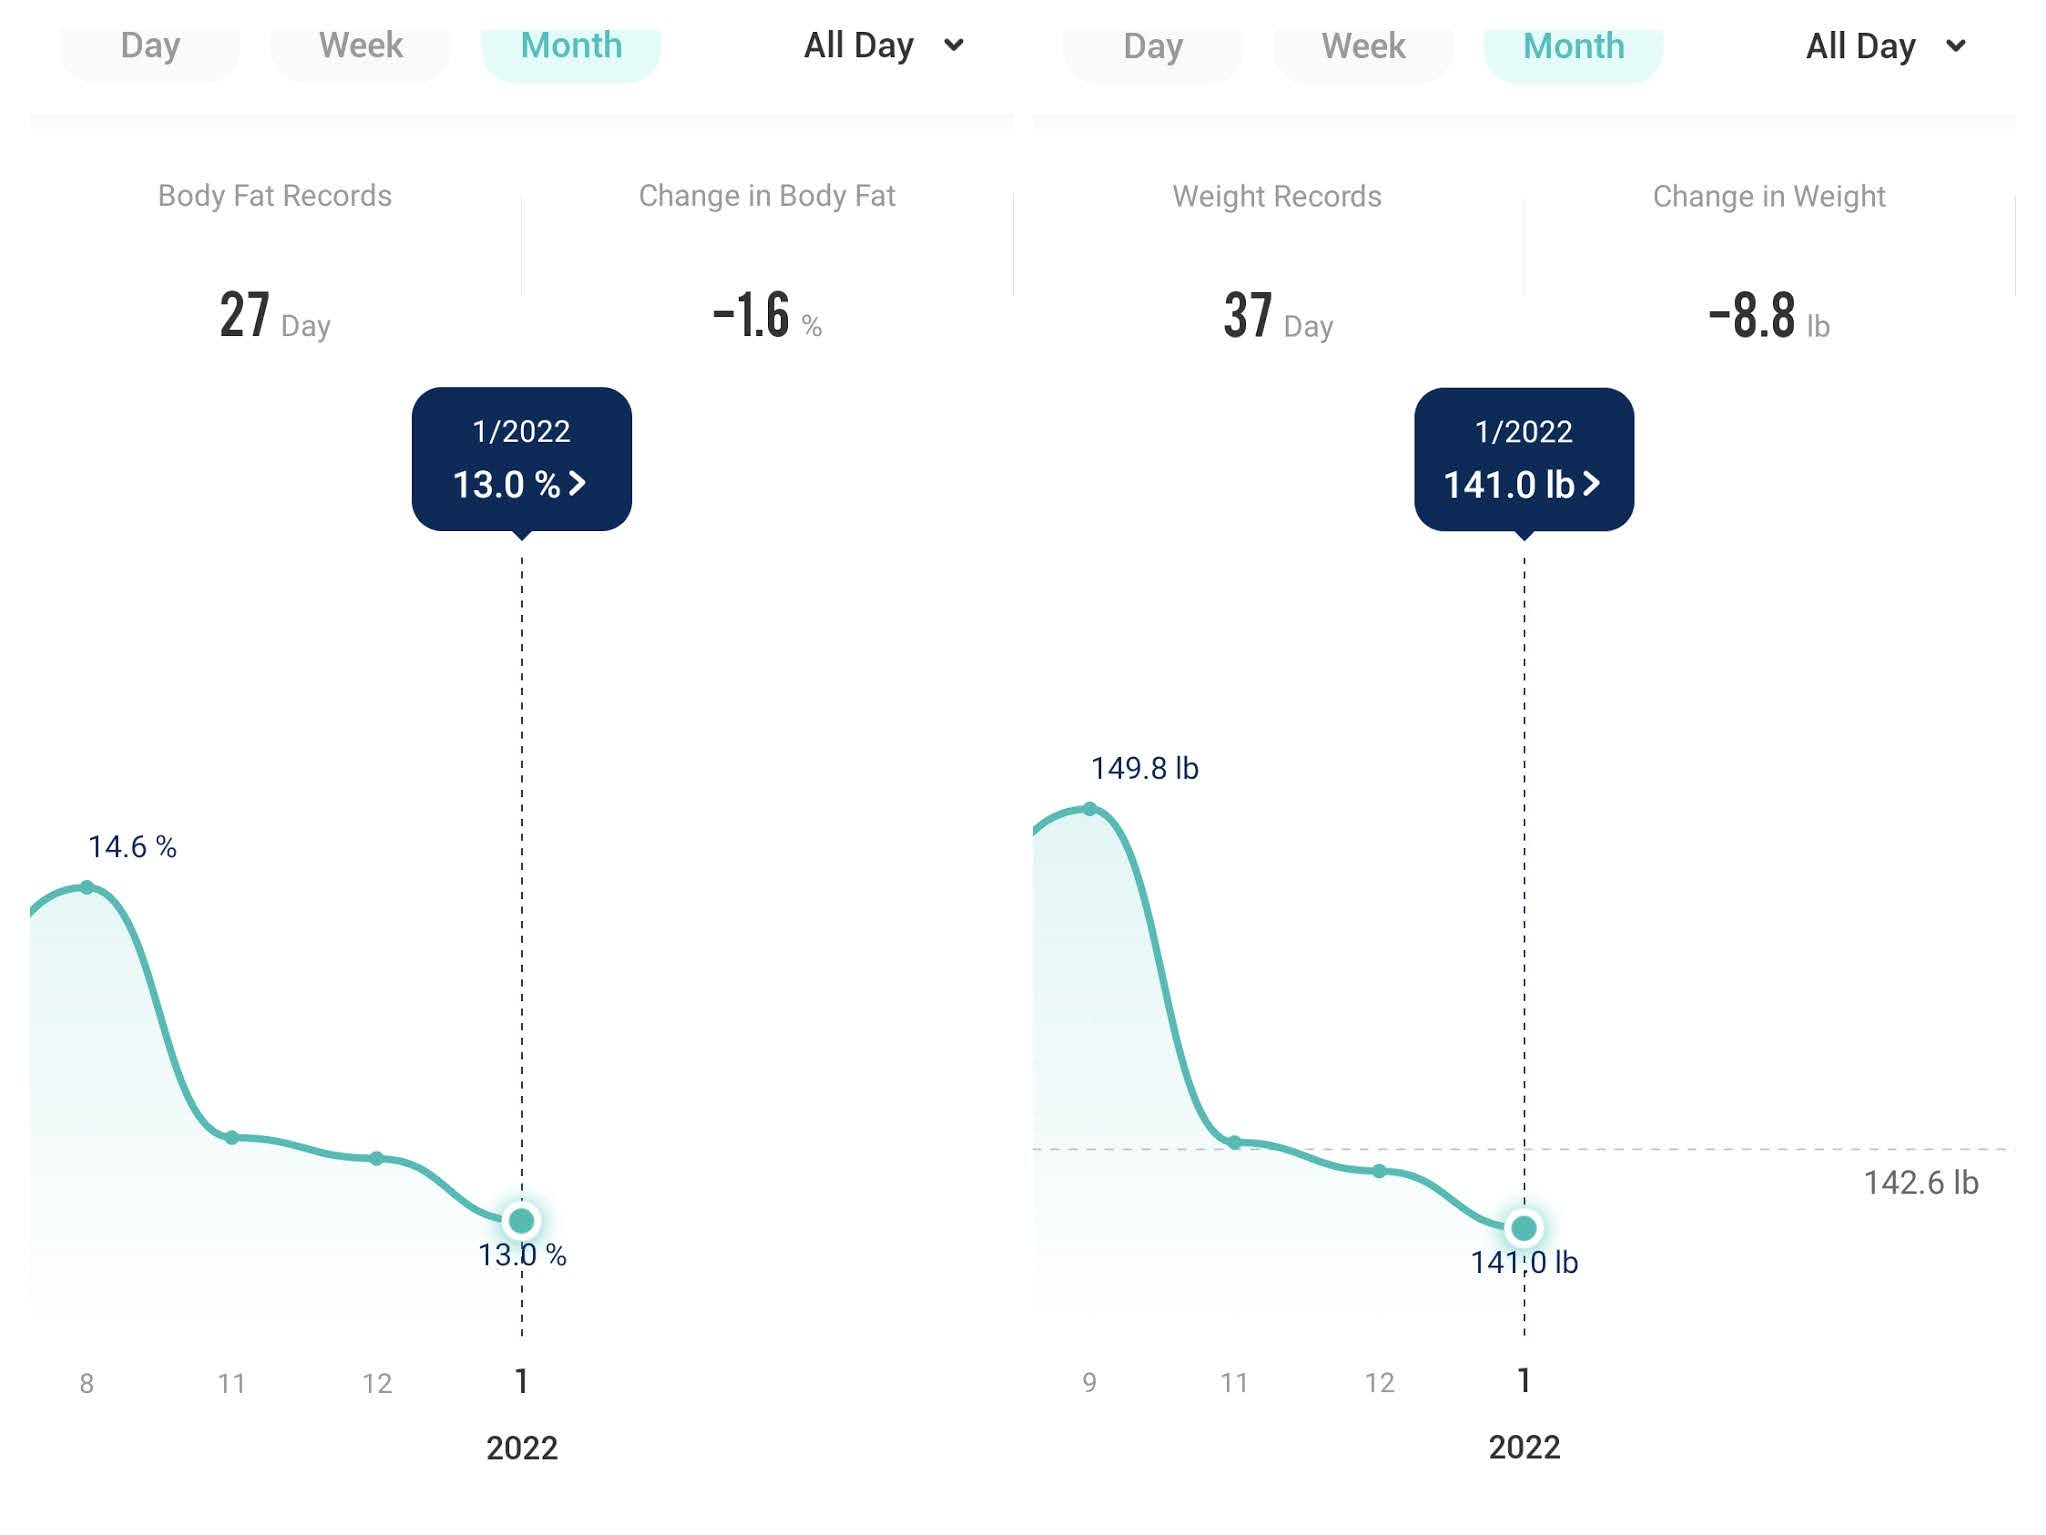 Day Week Month All Day
Body Fat Records Change in Body Fat
27 Day -1.6 %
1/2022
13.0 %
14.6 %
13.0 %
8 11 12 1
2022
Day Week Month All Day
Weight Records Change in Weight
37 Day -8.8 lb
1/2022
141.0 lb
149.8 lb
142.6 lb
141.0 lb
9 11 12 1
2022